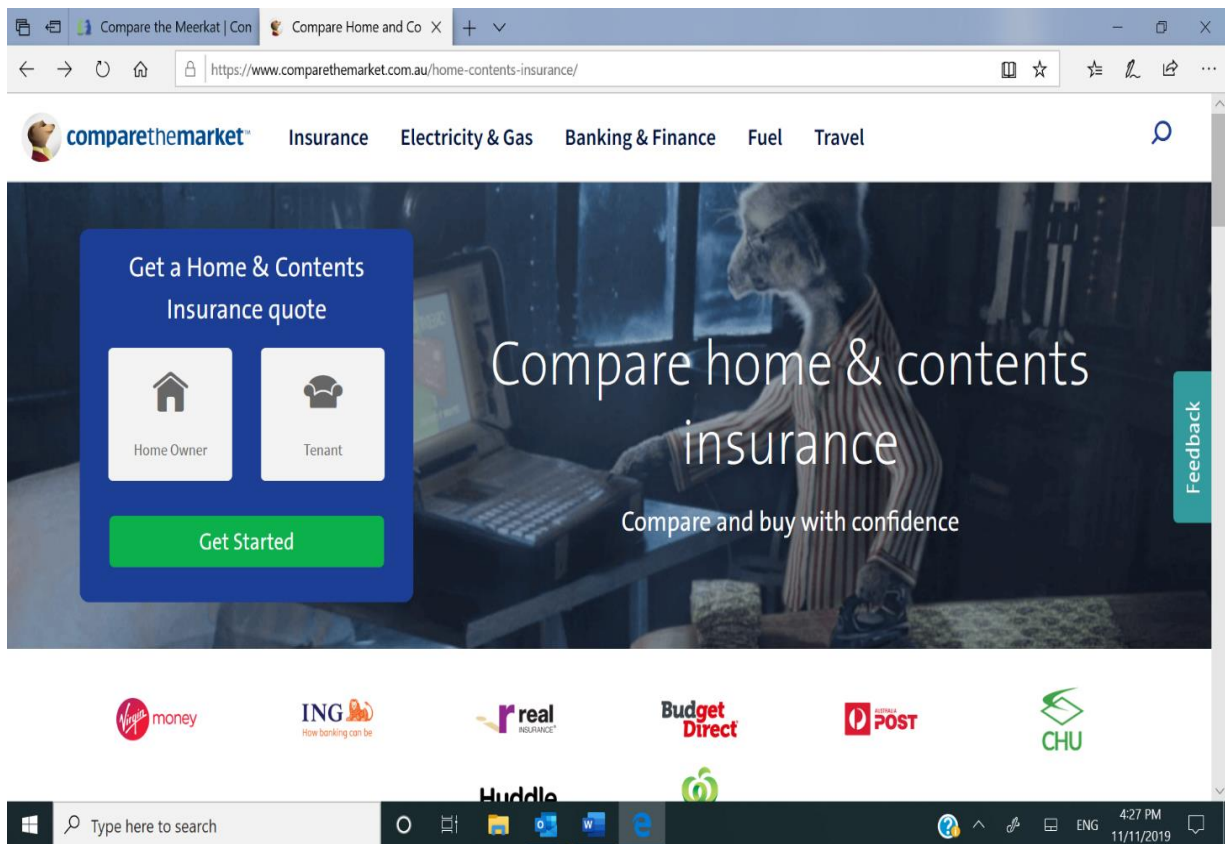 Compare the Meerkat | Con
Compare Home and Co
https://www.comparethemarket.com.au/home-contents-insurance/
comparethemarket™
Insurance
Electricity & Gas
Banking & Finance
Fuel
Travel
Get a Home & Contents
Insurance quote
Home Owner
Tenant
Get Started
Compare home & contents
insurance
Compare and buy with confidence
Feedback
Virgin money
ING
How banking can be
real
INSURANCE
Budget
Direct
AUSTRALIA
POST
CHU
Huddle
Type here to search
ENG
4:27 PM
11/11/2019